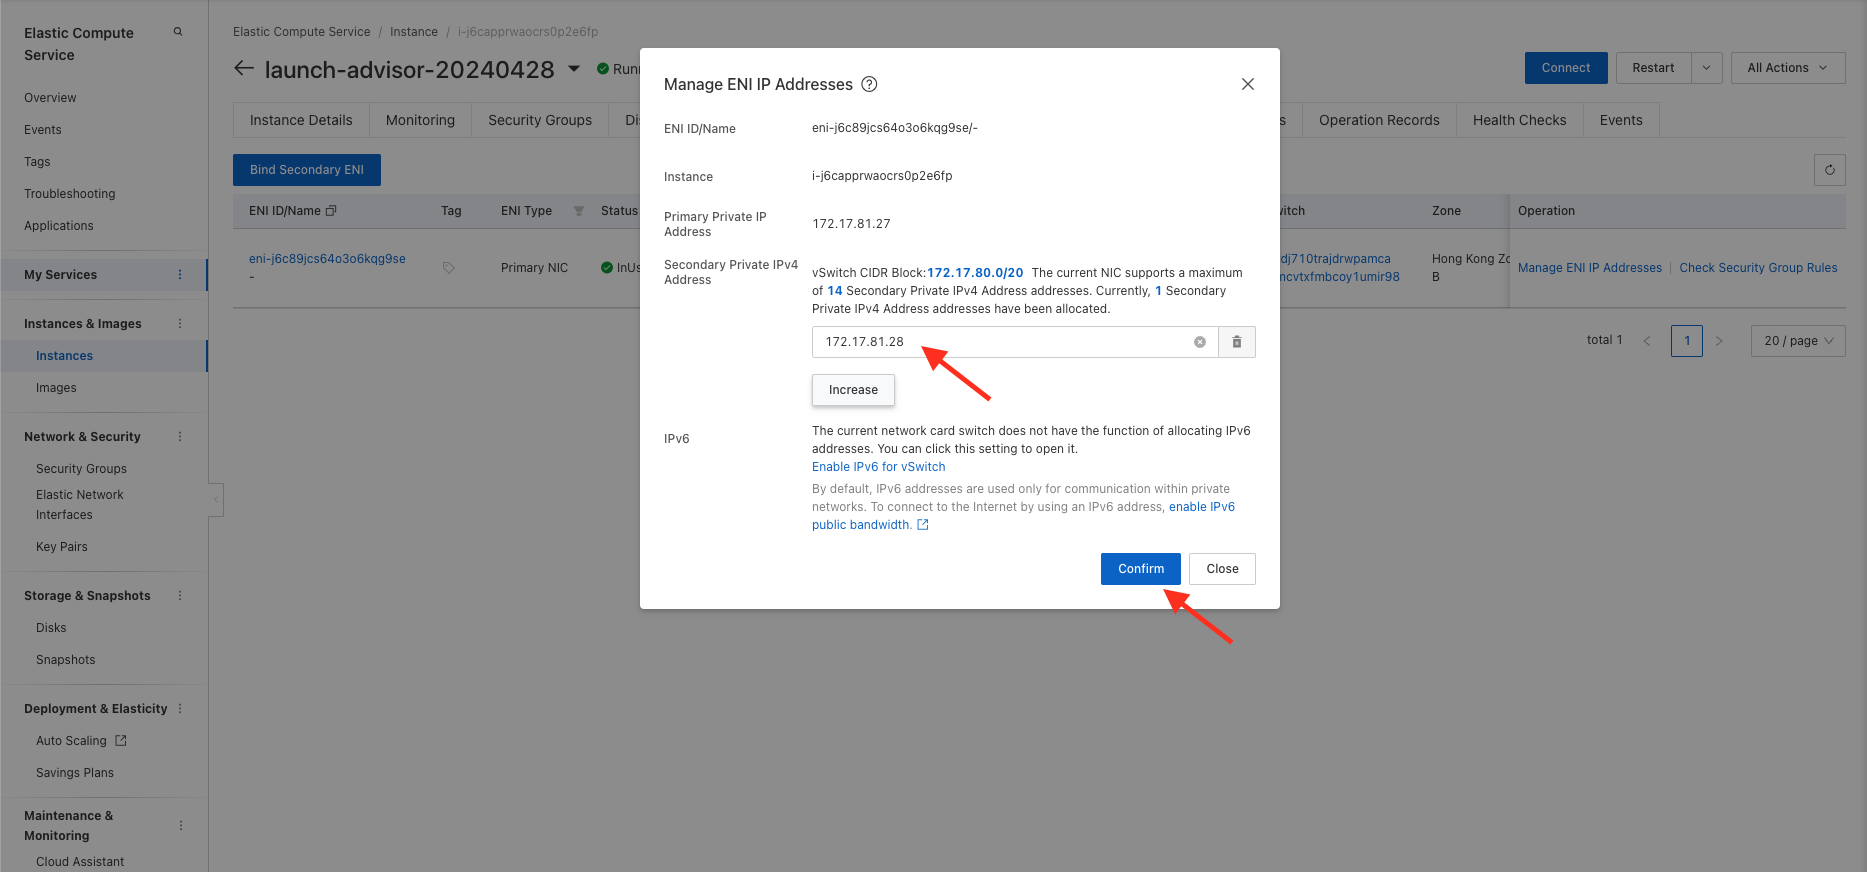 Elastic Compute
Service
Overview
Events
Tags
Troubleshooting
Applications
My Services
Instances & Images
Instances
Images
Network & Security
Security Groups
Elastic Network
Interfaces
Key Pairs
Storage & Snapshots
Disks
Snapshots
Deployment & Elasticity
Auto Scaling
Savings Plans
Maintenance &
Monitoring
Cloud Assistant
Elastic Compute Service / Instance / i-j6capprwaocrs0p2e6fp
launch-advisor-20240428
Connect
Restart
All Actions
Instance Details
Monitoring
Security Groups
Operation Records
Health Checks
Events
Bind Secondary ENI
ENI ID/Name
Tag
ENI Type
Status
Zone
Operation
eni-j6c89jcs64o3o6kqg9se
-
Primary NIC
InUs
dj710trajdrwpamca
ncvtxfmbcoy1umir98
Hong Kong Zo
B
Manage ENI IP Addresses
Check Security Group Rules
total 1
1
20 / page
Manage ENI IP Addresses
ENI ID/Name
eni-j6c89jcs64o3o6kqg9se/-
Instance
i-j6capprwaocrs0p2e6fp
Primary Private IP
Address
172.17.81.27
Secondary Private IPv4
Address
vSwitch CIDR Block:172.17.80.0/20 The current NIC supports a maximum
of 14 Secondary Private IPv4 Address addresses. Currently, 1 Secondary
Private IPv4 Address addresses have been allocated.
172.17.81.28
Increase
IPv6
The current network card switch does not have the function of allocating IPv6
addresses. You can click this setting to open it.
Enable IPv6 for vSwitch
By default, IPv6 addresses are used only for communication within private
networks. To connect to the Internet by using an IPv6 address, enable IPv6
public bandwidth.
Confirm
Close